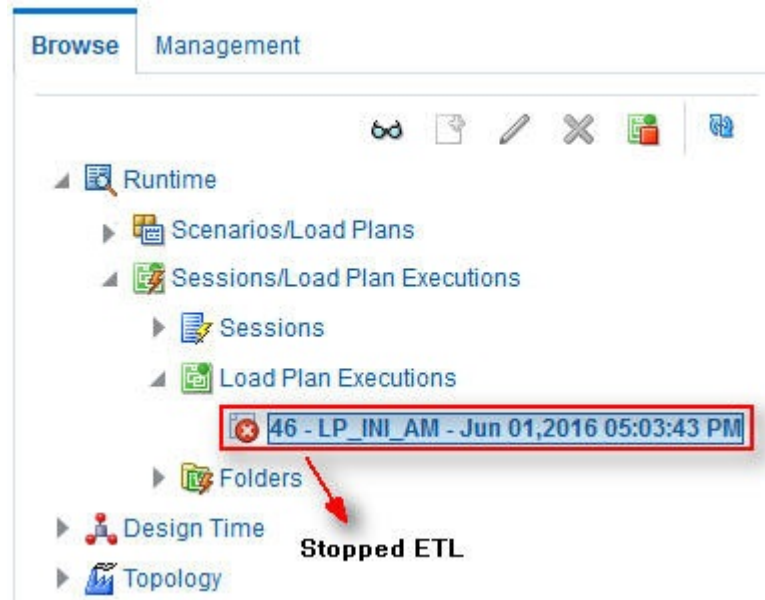 Browse Management
Runtime
Scenarios/Load Plans
Sessions/Load Plan Executions
Sessions
Load Plan Executions
46 - LP_INI_AM - Jun 01,2016 05:03:43 PM
Folders
Design Time
Stopped ETL
Topology